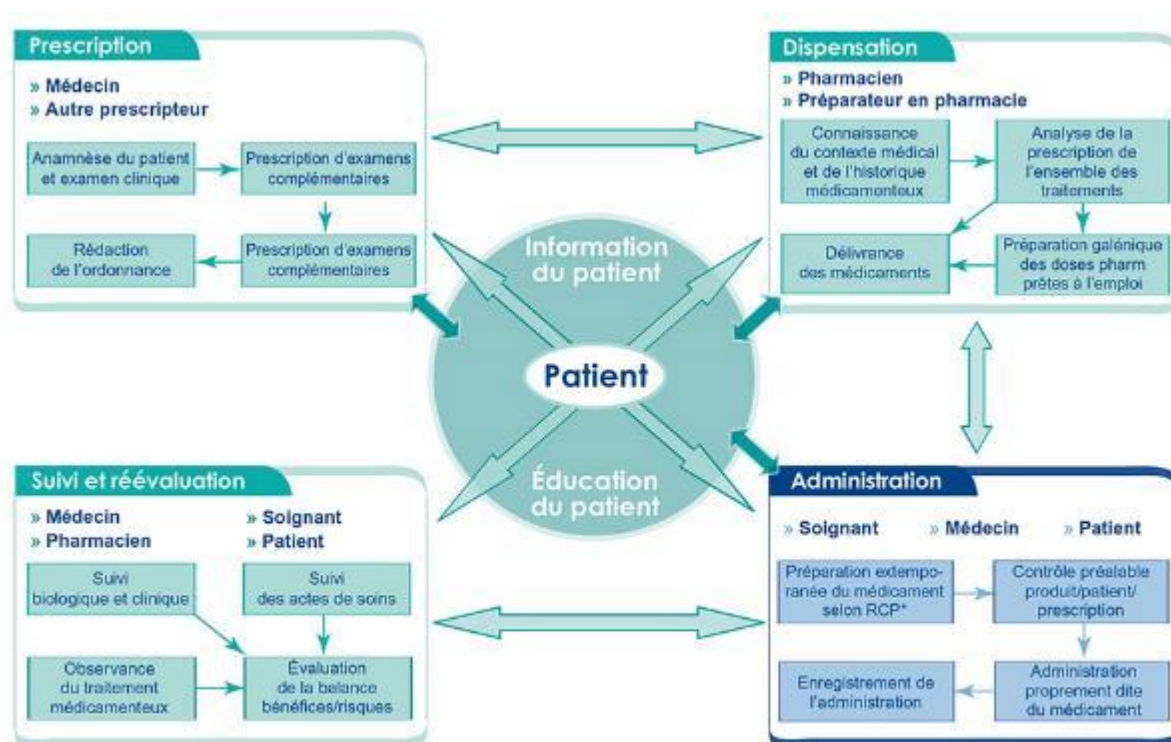 Prescription
» Médecin
» Autre prescripteur
Anamnèse du patient
et examen clinique
Prescription d'examens
complémentaires
Rédaction
de l'ordonnance
Prescription d'examens
complémentaires
Dispensation
» Pharmacien
» Préparateur en pharmacie
Connaissance
du contexte médical
et de l'historique
médicamenteux
Analyse de la
prescription de
l'ensemble des
traitements
Délivrance
des médicaments
Préparation galénique
des doses pharm
prêtes à l'emploi
Information
du patient
Patient
Éducation
du patient
Suivi et réévaluation
» Médecin
» Pharmacien
» Soignant
» Patient
Suivi
biologique et clinique
Suivi
des actes de soins
Observance
du traitement
médicamenteux
Évaluation
de la balance
bénéfices/risques
Administration
» Soignant
» Médecin
» Patient
Préparation extempo-
ranée du médicament
selon RCP*
Contrôle préalable
produit/patient/
prescription
Enregistrement de
l'administration
Administration
proprement dite
du médicament